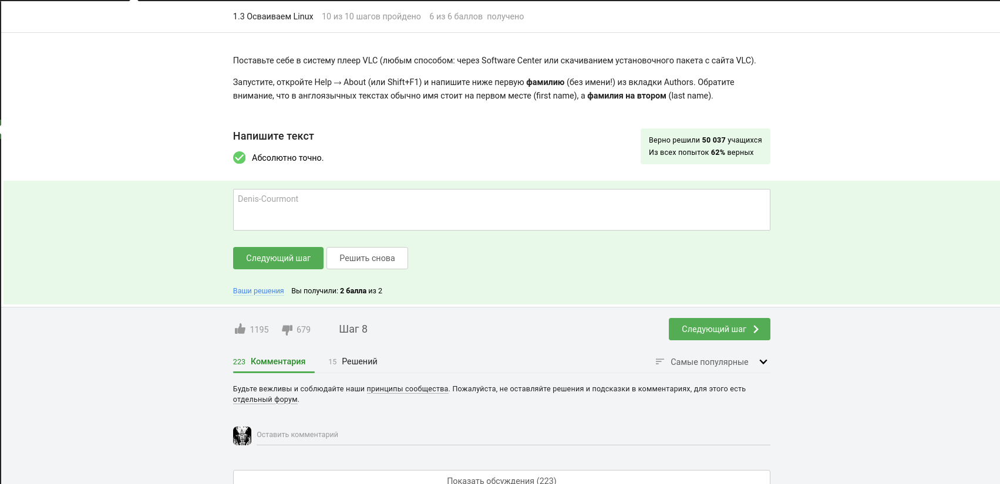 1.3 Осваиваем Linux 10 из 10 шагов пройдено 6 из 6 баллов получено
Поставьте себе в систему плеер VLC (любым способом: через Software Center или скачиванием установочного пакета с сайта VLC).
Запустите, откройте Help → About (или Shift+F1) и напишите ниже первую фамилию (без имени!) из вкладки Authors. Обратите
внимание, что в англоязычных текстах обычно имя стоит на первом месте (first name), а фамилия на втором (last name).
Напишите текст
Абсолютно точно.
Верно решили 50 037 учащихся
Из всех попыток 62% верных
Denis-Courmont
Следующий шаг Решить снова
Ваши решения Вы получили: 2 балла из 2
1195 679 Шаг 8 Следующий шаг
223 Комментария 15 Решений Самые популярные
Будьте вежливы и соблюдайте наши принципы сообщества. Пожалуйста, не оставляйте решения и подсказки в комментариях, для этого есть
отдельный форум.
Оставить комментарий
Показать обсуждения (223)